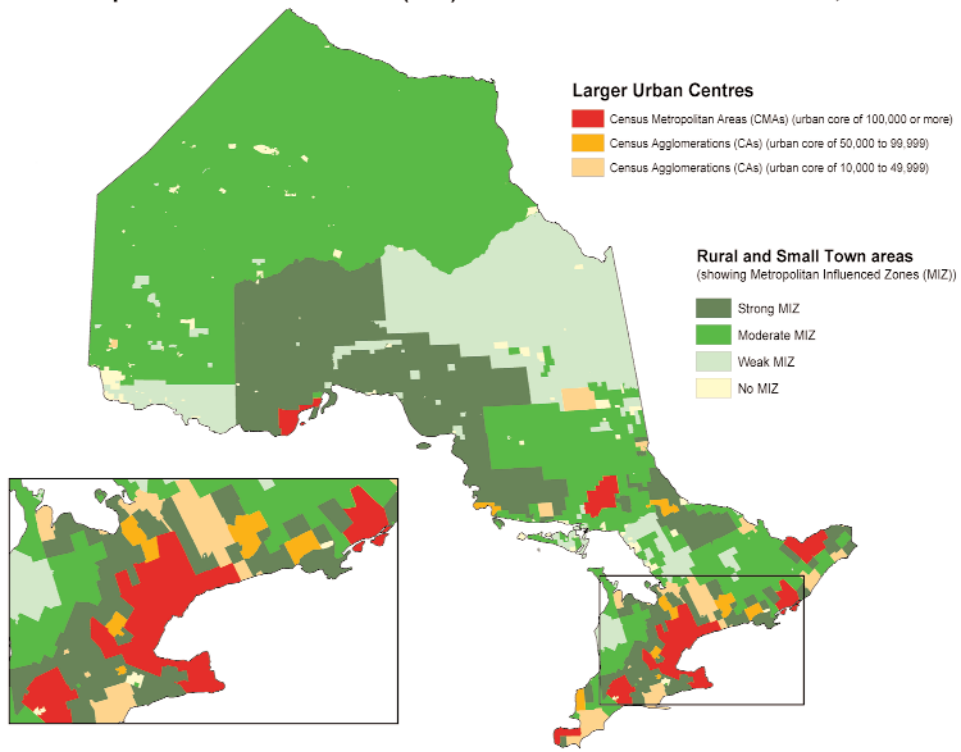 Larger Urban Centres
Census Metropolitan Areas (CMAs) (urban core of 100,000 or more)
Census Agglomerations (CAs) (urban core of 50,000 to 99,999)
Census Agglomerations (CAs) (urban core of 10,000 to 49,999)
Rural and Small Town areas
(showing Metropolitan Influenced Zones (MIZ))
Strong MIZ
Moderate MIZ
Weak MIZ
No MIZ